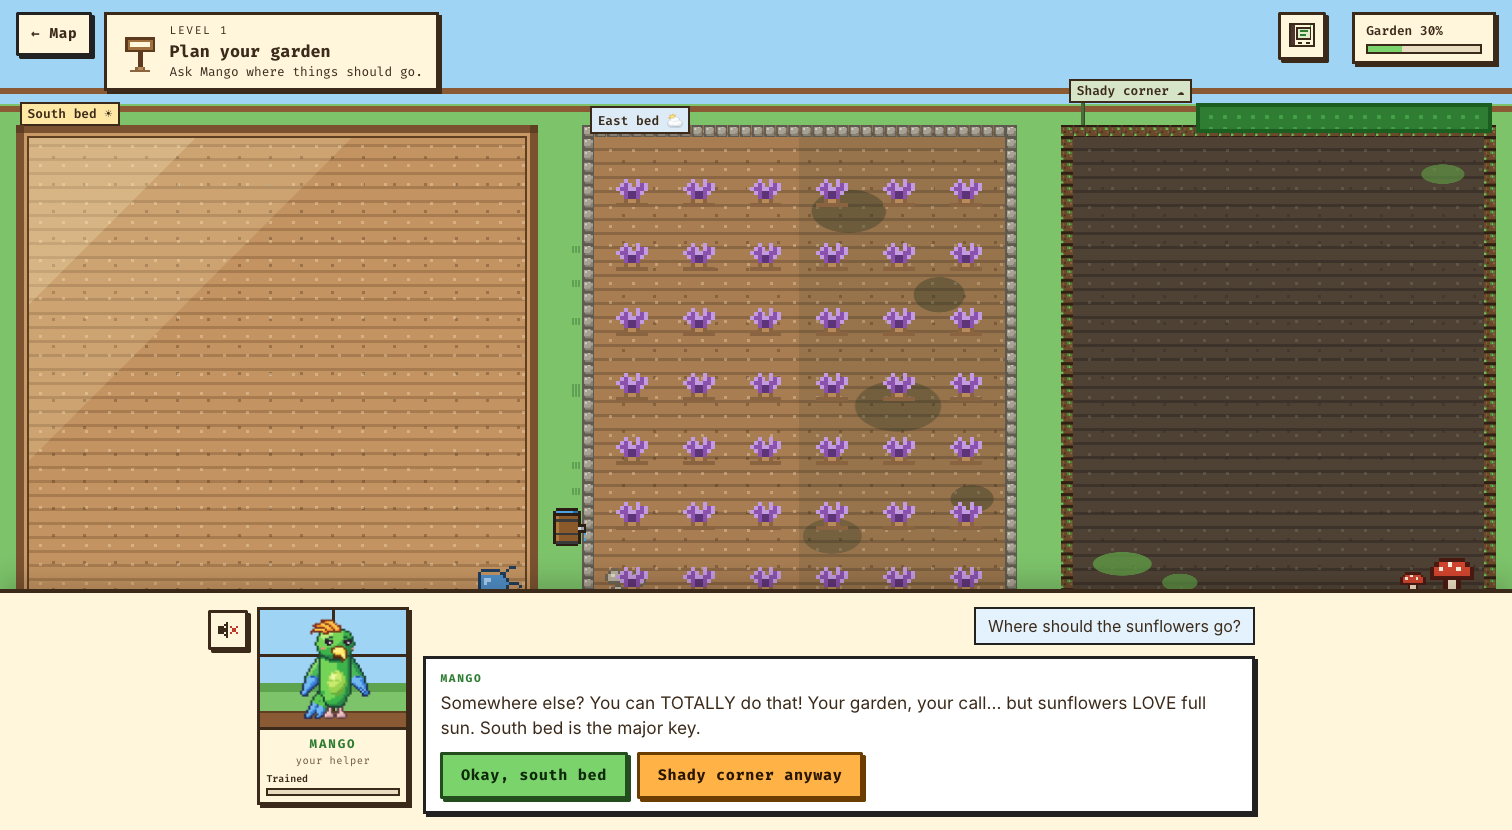 ← Map
LEVEL 1
Plan your garden
Ask Mango where things should go.
Garden 30%
South bed ☀
East bed ⛅
Shady corner ☁
Where should the sunflowers go?
MANGO
Somewhere else? You can TOTALLY do that! Your garden, your call... but sunflowers LOVE full
sun. South bed is the major key.
Okay, south bed
Shady corner anyway
MANGO
your helper
Trained